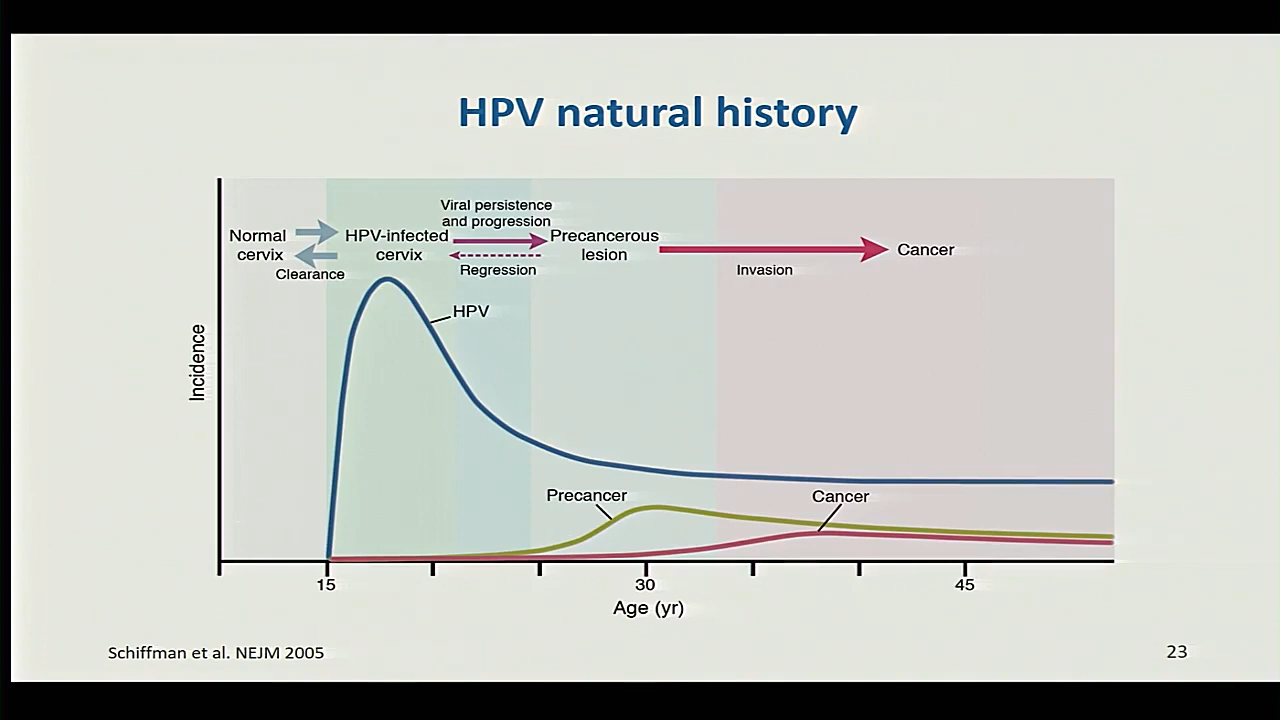 HPV natural history
Viral persistence
and progression
Normal
cervix
HPV-infected
cervix
Precancerous
lesion
Cancer
Clearance
Regression
Invasion
HPV
Incidence
Precancer
Cancer
15
30
45
Age (yr)
Schiffman et al. NEJM 2005
23